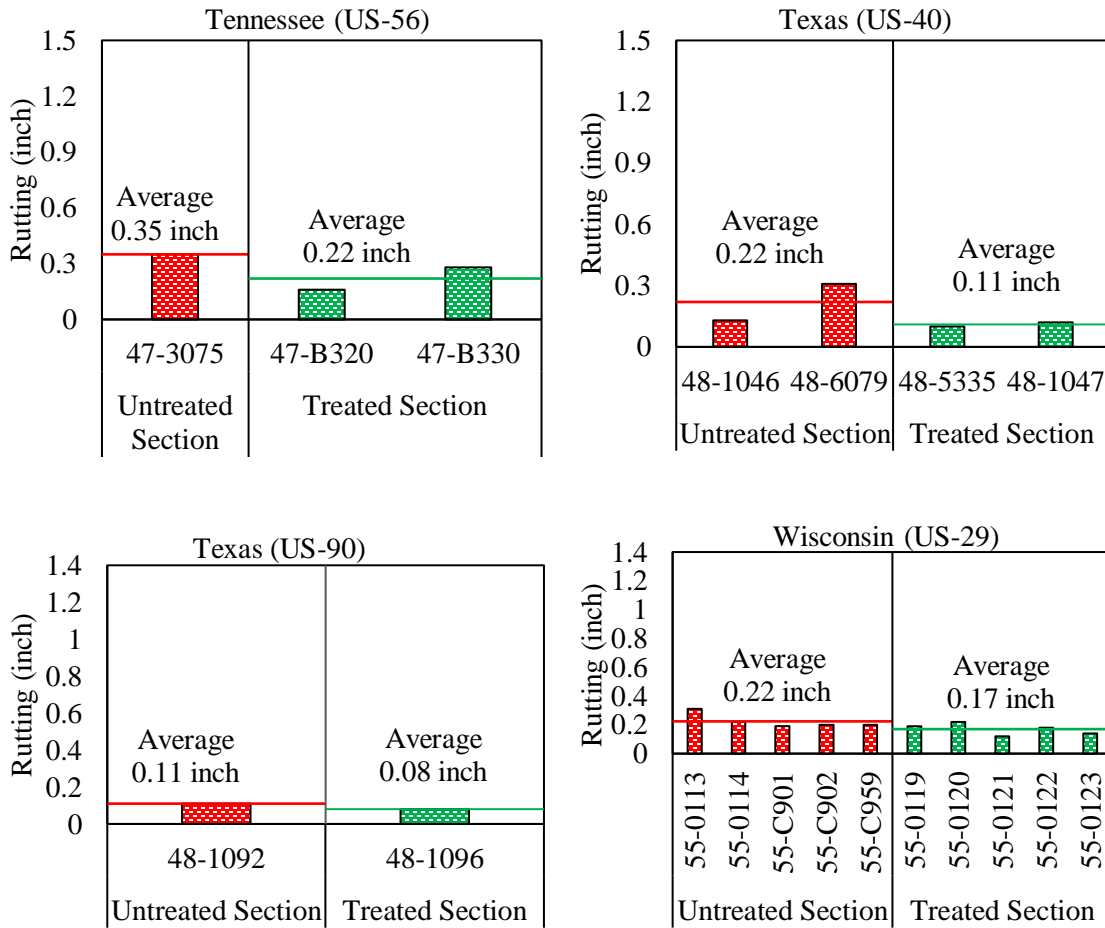 Tennessee (US-56)
Rutting (inch)
1.5
1.2
0.9
0.6
0.3
0
Average
0.35 inch
Average
0.22 inch
47-3075
47-B320
47-B330
Untreated
Section
Treated Section
Texas (US-40)
Rutting (inch)
1.5
1.2
0.9
0.6
0.3
0
Average
0.22 inch
Average
0.11 inch
48-1046
48-6079
48-5335
48-1047
Untreated Section
Treated Section
Texas (US-90)
Rutting (inch)
1.4
1.2
1
0.8
0.6
0.4
0.2
0
Average
0.11 inch
Average
0.08 inch
48-1092
48-1096
Untreated Section
Treated Section
Wisconsin (US-29)
Rutting (inch)
1.4
1.2
1
0.8
0.6
0.4
0.2
0
Average
0.22 inch
Average
0.17 inch
55-0113
55-0114
55-C901
55-C902
55-C959
55-0119
55-0120
55-0121
55-0122
55-0123
Untreated Section
Treated Section